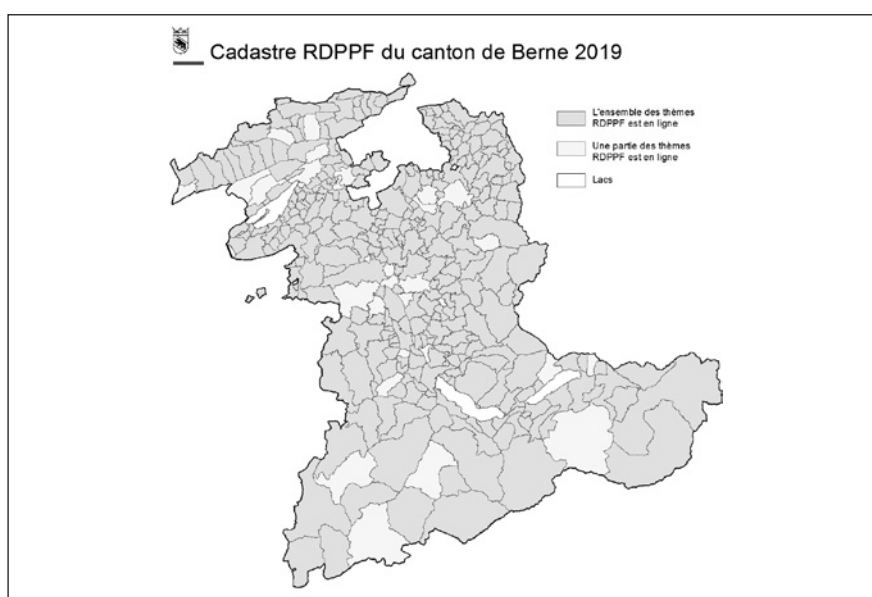 Cadastre RDPPF du canton de Berne 2019
L'ensemble des thèmes
RDPPF est en ligne
Une partie des thèmes
RDPPF est en ligne
Lacs